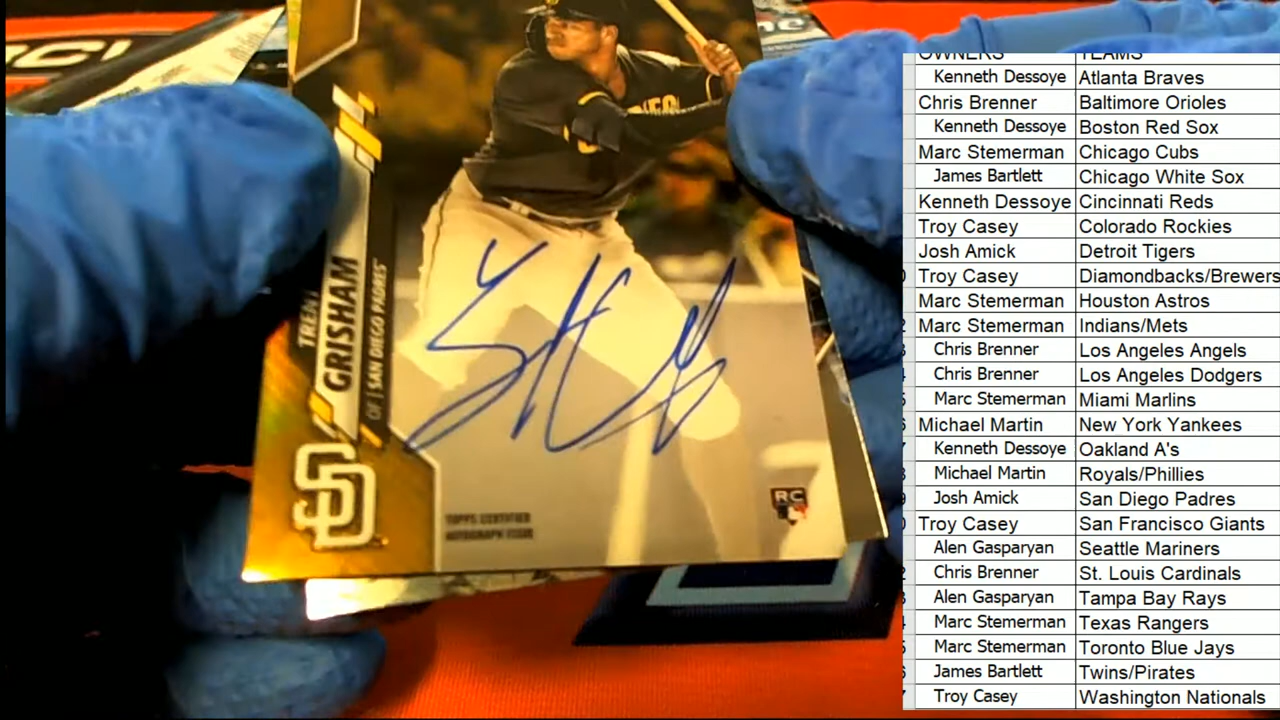 TRENT
GRISHAM
OF | SAN DIEGO PADRES
SD
TOPPS CERTIFIED
AUTOGRAPH ISSUE
RC
OWNERS TEAMS
Kenneth Dessoye Atlanta Braves
Chris Brenner Baltimore Orioles
Kenneth Dessoye Boston Red Sox
Marc Stemerman Chicago Cubs
James Bartlett Chicago White Sox
Kenneth Dessoye Cincinnati Reds
Troy Casey Colorado Rockies
Josh Amick Detroit Tigers
Troy Casey Diamondbacks/Brewers
Marc Stemerman Houston Astros
Marc Stemerman Indians/Mets
Chris Brenner Los Angeles Angels
Chris Brenner Los Angeles Dodgers
Marc Stemerman Miami Marlins
Michael Martin New York Yankees
Kenneth Dessoye Oakland A's
Michael Martin Royals/Phillies
Josh Amick San Diego Padres
Troy Casey San Francisco Giants
Alen Gasparyan Seattle Mariners
Chris Brenner St. Louis Cardinals
Alen Gasparyan Tampa Bay Rays
Marc Stemerman Texas Rangers
Marc Stemerman Toronto Blue Jays
James Bartlett Twins/Pirates
Troy Casey Washington Nationals